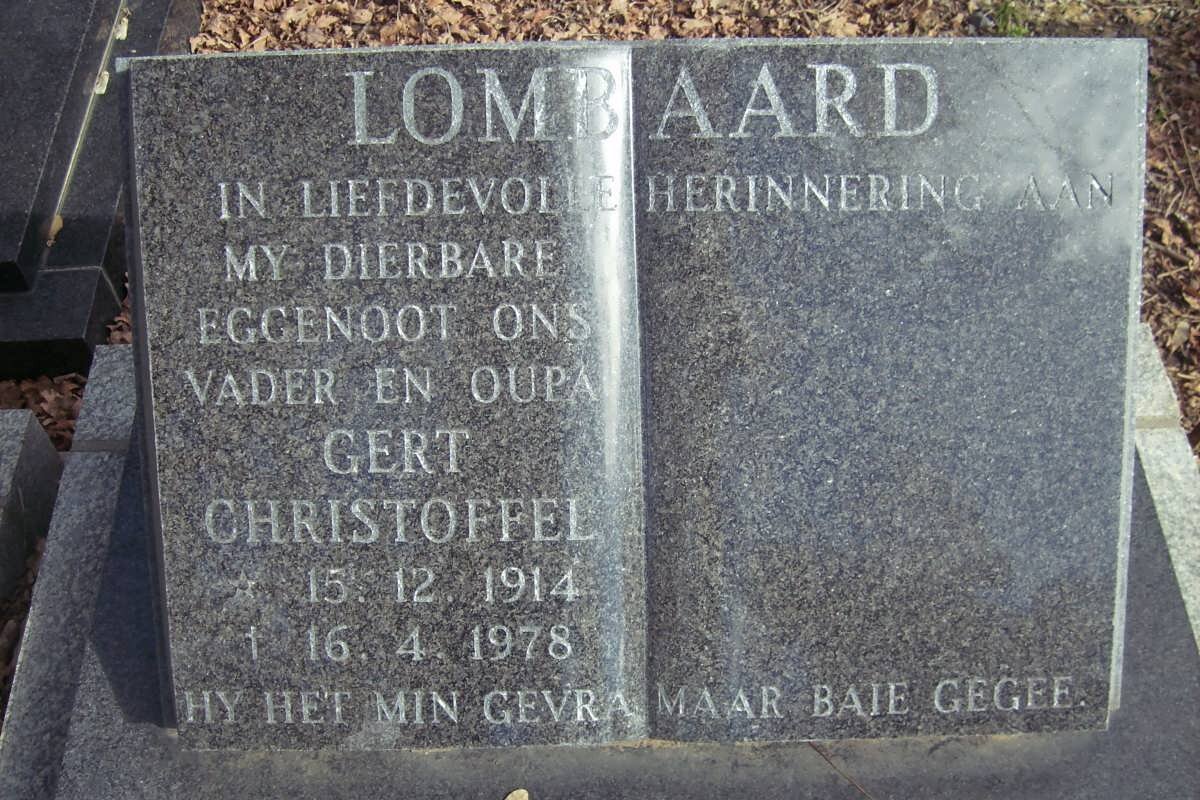 LOMBAARD
IN LIEFDEVOLLE HERINNERING AAN
MY DIERBARE
EGGENOOT ONS
VADER EN OUPA
GERT
CHRISTOFFEL
☆ 15. 12. 1914
† 16. 4. 1978
HY HET MIN GEVRA MAAR BAIE GEGEE.